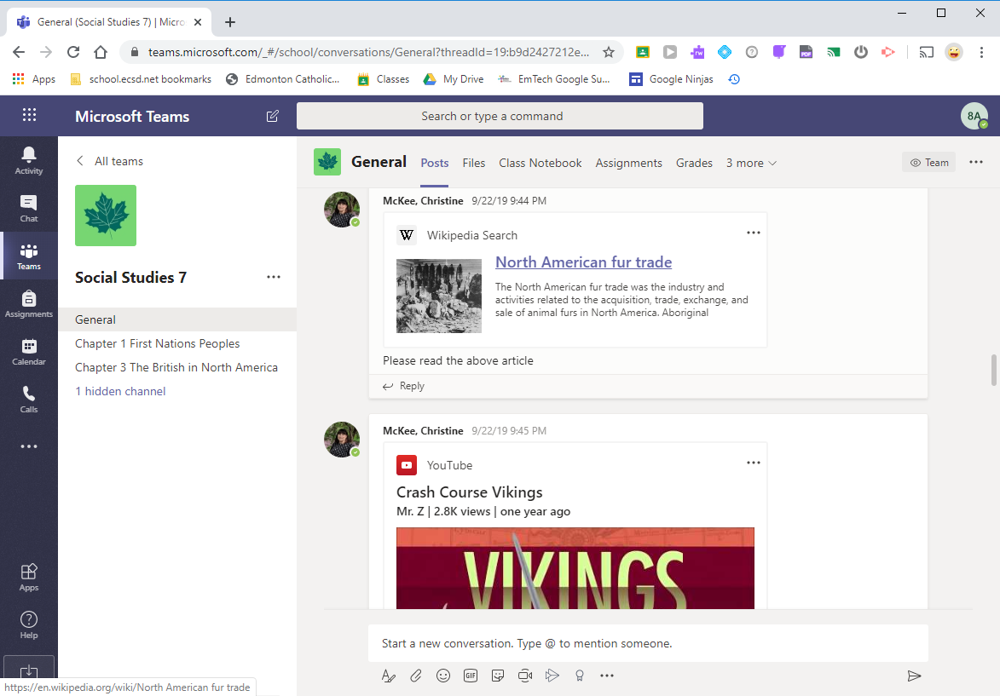 General (Social Studies 7) | Micro
teams.microsoft.com/_#/school/conversations/General?threadId=19:b9d2427212e...
Apps
school.ecsd.net bookmarks
Edmonton Catholic...
Classes
My Drive
EmTech Google Su...
Google Ninjas
Microsoft Teams
Search or type a command
8A
Activity
Chat
Teams
Assignments
Calendar
Calls
Apps
Help
All teams
Social Studies 7
General
Chapter 1 First Nations Peoples
Chapter 3 The British in North America
1 hidden channel
General
Posts
Files
Class Notebook
Assignments
Grades
3 more
Team
McKee, Christine 9/22/19 9:44 PM
W Wikipedia Search
North American fur trade
The North American fur trade was the industry and
activities related to the acquisition, trade, exchange, and
sale of animal furs in North America. Aboriginal
Please read the above article
Reply
McKee, Christine 9/22/19 9:45 PM
YouTube
Crash Course Vikings
Mr. Z | 2.8K views | one year ago
VIKINGS
Start a new conversation. Type @ to mention someone.
GIF
https://en.wikipedia.org/wiki/North American fur trade